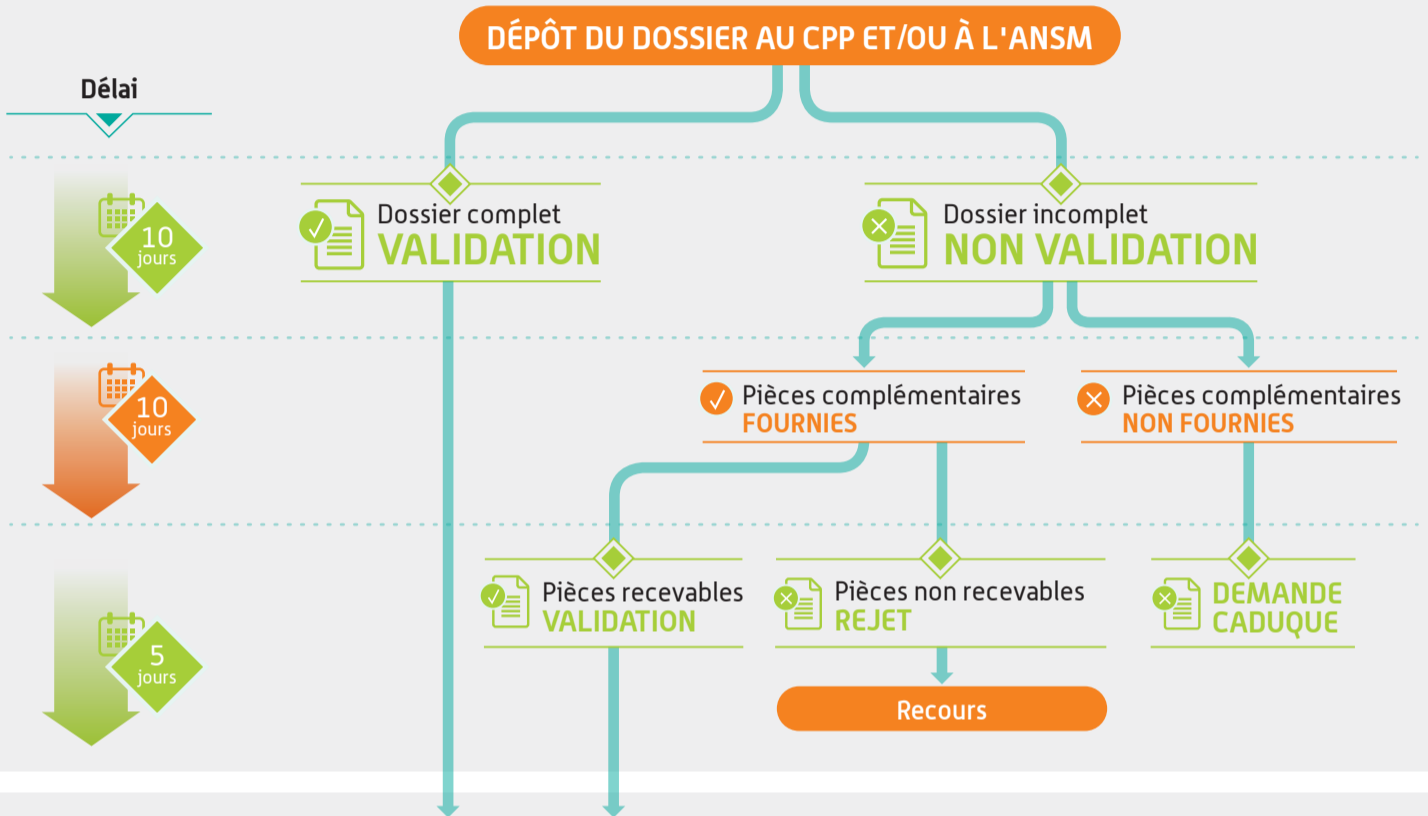 DÉPÔT DU DOSSIER AU CPP ET/OU À L'ANSM
Délai
10
jours
Dossier complet
VALIDATION
Dossier incomplet
NON VALIDATION
10
jours
Pièces complémentaires
FOURNIES
Pièces complémentaires
NON FOURNIES
5
jours
Pièces recevables
VALIDATION
Pièces non recevables
REJET
DEMANDE
CADUQUE
Recours